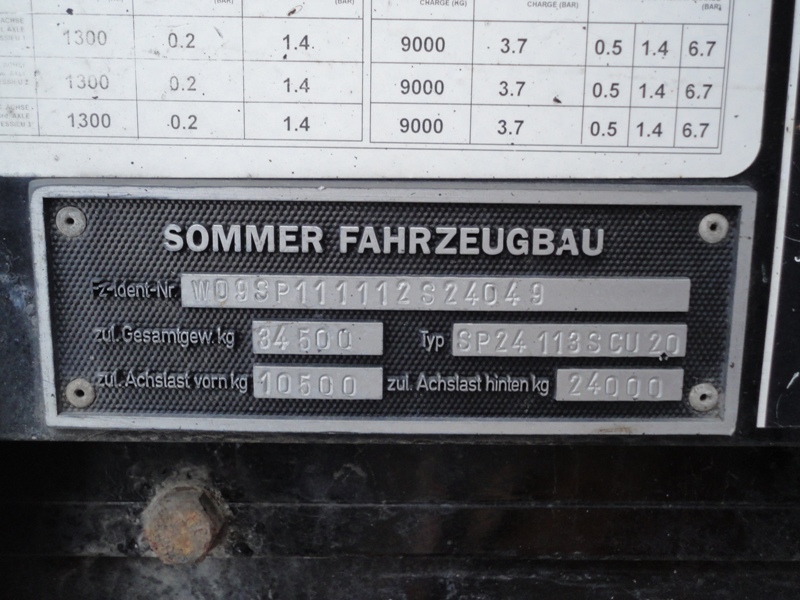 (BAR) (BAR) CHARGE (KG) CHARGE (BAR) (BAR)
1300 0.2 1.4 9000 3.7 0.5 1.4 6.7
1300 0.2 1.4 9000 3.7 0.5 1.4 6.7
1300 0.2 1.4 9000 3.7 0.5 1.4 6.7
SOMMER FAHRZEUGBAU
Fz-Ident-Nr. W09SP111112S24049
zul. Gesamtgew. kg 34500 Typ SP24 113SCU20
zul. Achslast vorn kg 10500 zul. Achslast hinten kg 24000